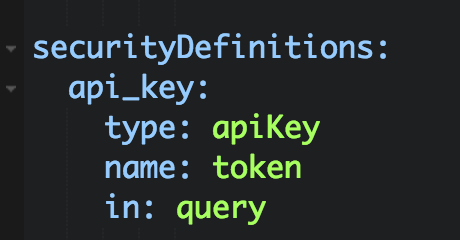 securityDefinitions:
  api_key:
    type: apiKey
    name: token
    in: query